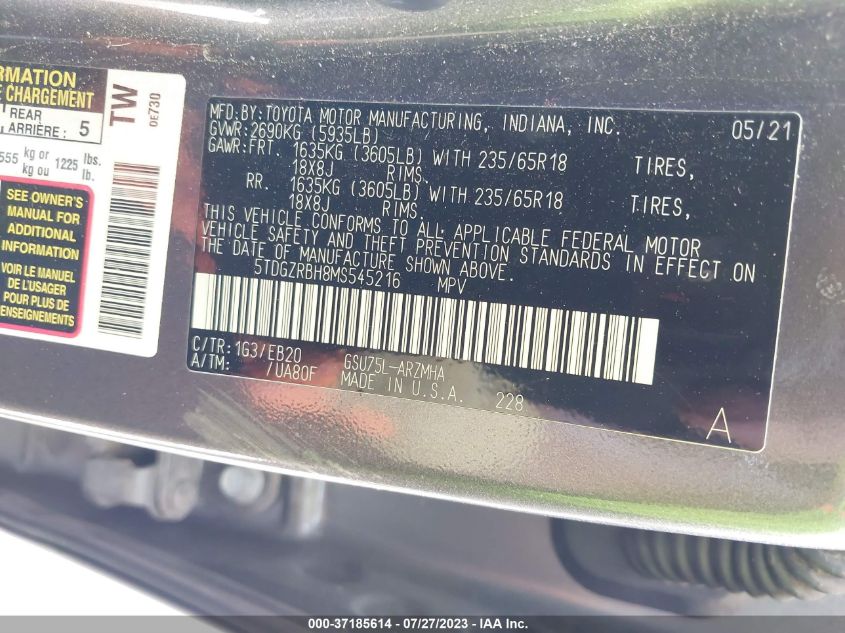 ORMATION
E CHARGEMENT
REAR
ARRIÈRE: 5
555 kg or kg ou 1225 lbs. lb.
SEE OWNER'S
MANUAL FOR
ADDITIONAL
INFORMATION
VOIR LE MANUEL
DE L'USAGER
POUR PLUS DE
RENSEIGNEMENTS
TW
0E730
MFD.BY:TOYOTA MOTOR MANUFACTURING, INDIANA, INC. 05/21
GVWR:2690KG (5935LB)
GAWR:FRT. 1635KG (3605LB) WITH 235/65R18 TIRES,
18X8J RIMS,
RR. 1635KG (3605LB) WITH 235/65R18 TIRES,
18X8J RIMS.
THIS VEHICLE CONFORMS TO ALL APPLICABLE FEDERAL MOTOR
VEHICLE SAFETY AND THEFT PREVENTION STANDARDS IN EFFECT ON
THE DATE OF MANUFACTURE SHOWN ABOVE.
5TDGZRBH8MS545216 MPV
C/TR:1G3/EB20 GSU75L-ARZMHA
A/TM: /UA80F MADE IN U.S.A. 228
A
000-37185614 / 07/27/2023 - IAA Inc.